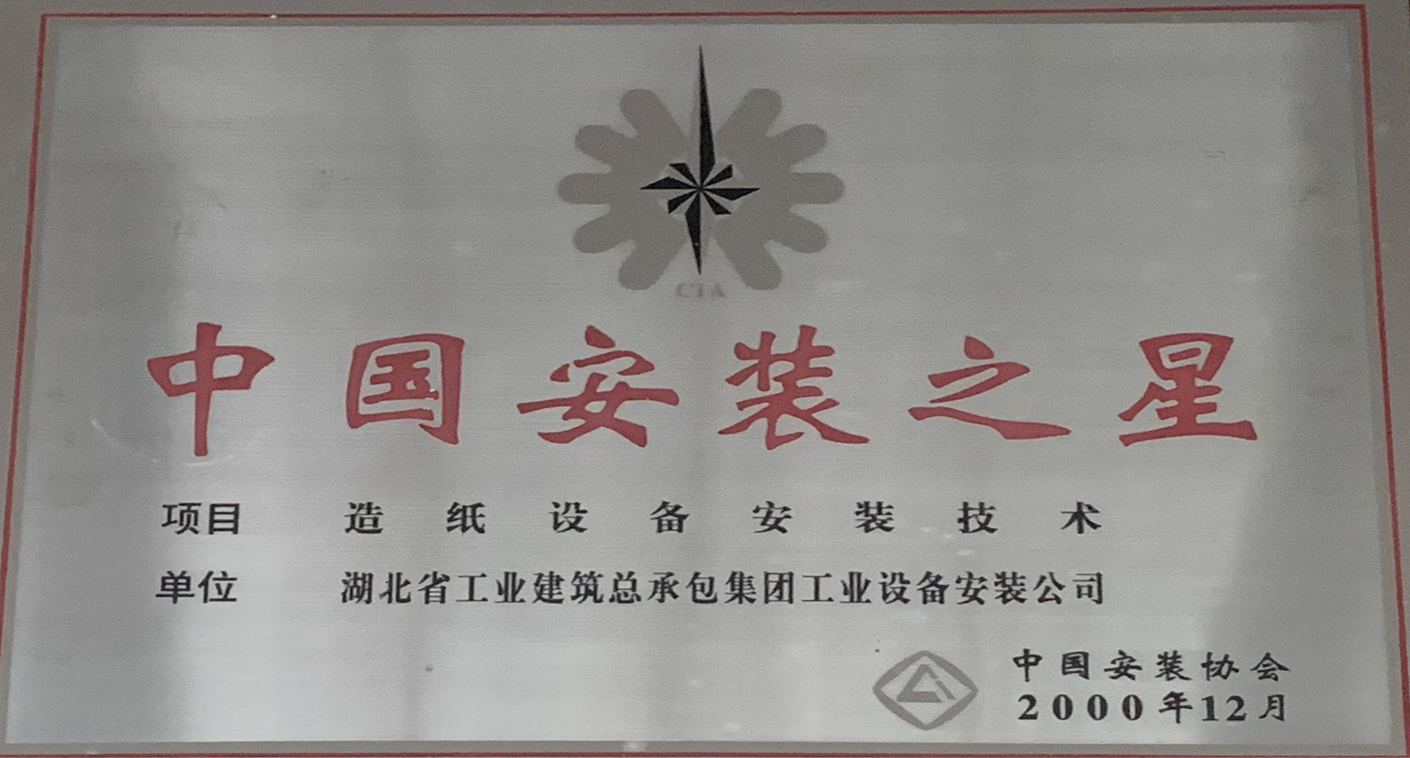 CIA
中国安装之星
项目 造纸设备安装技术
单位 湖北省工业建筑总承包集团工业设备安装公司
中国安装协会
2000年12月